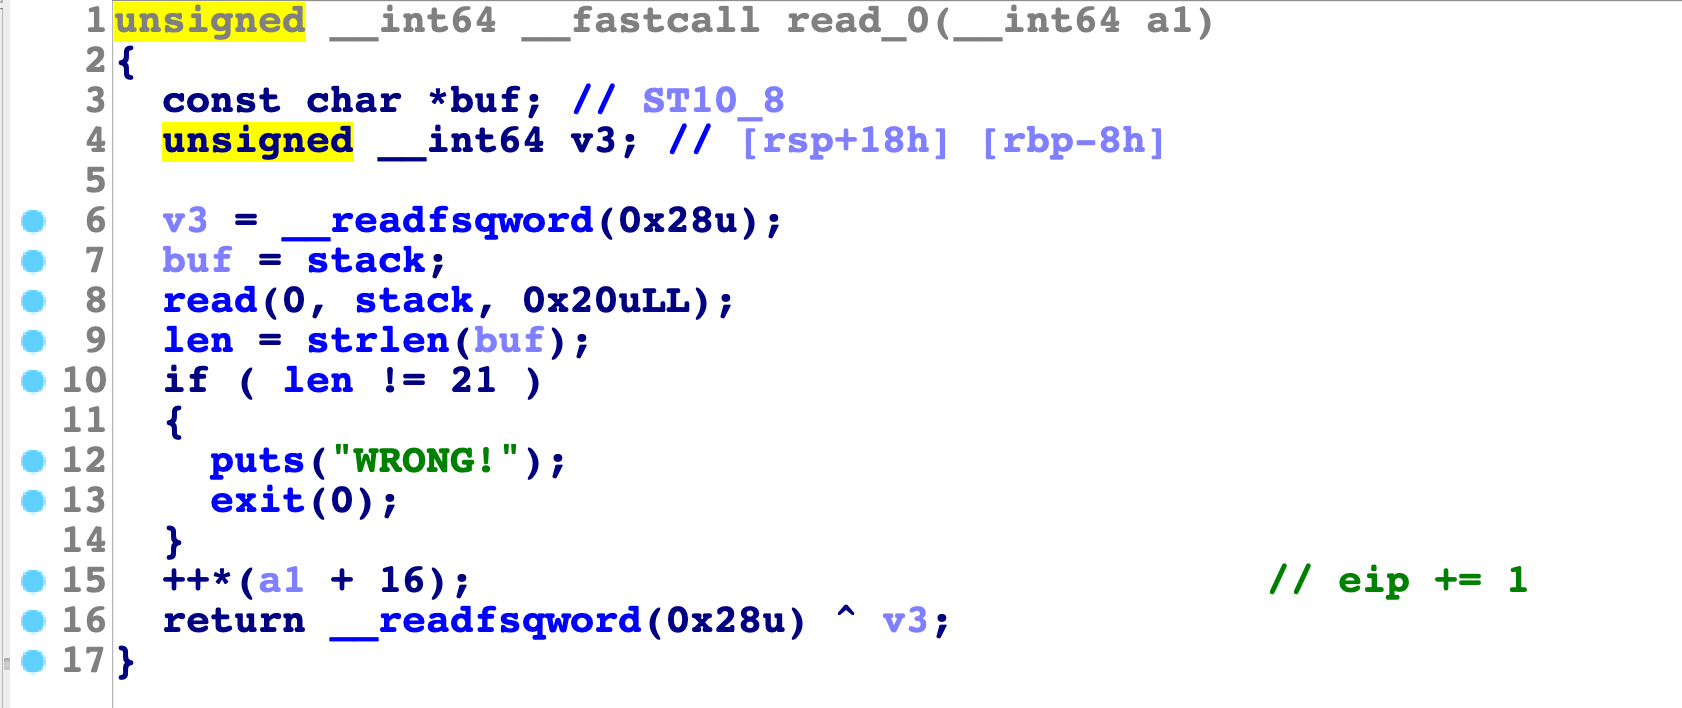 1 unsigned __int64 __fastcall read_0(__int64 a1)
2 {
3 const char *buf; // ST10_8
4 unsigned __int64 v3; // [rsp+18h] [rbp-8h]
5
6 v3 = __readfsqword(0x28u);
7 buf = stack;
8 read(0, stack, 0x20uLL);
9 len = strlen(buf);
10 if ( len != 21 )
11 {
12 puts("WRONG!");
13 exit(0);
14 }
15 ++*(a1 + 16); // eip += 1
16 return __readfsqword(0x28u) ^ v3;
17 }